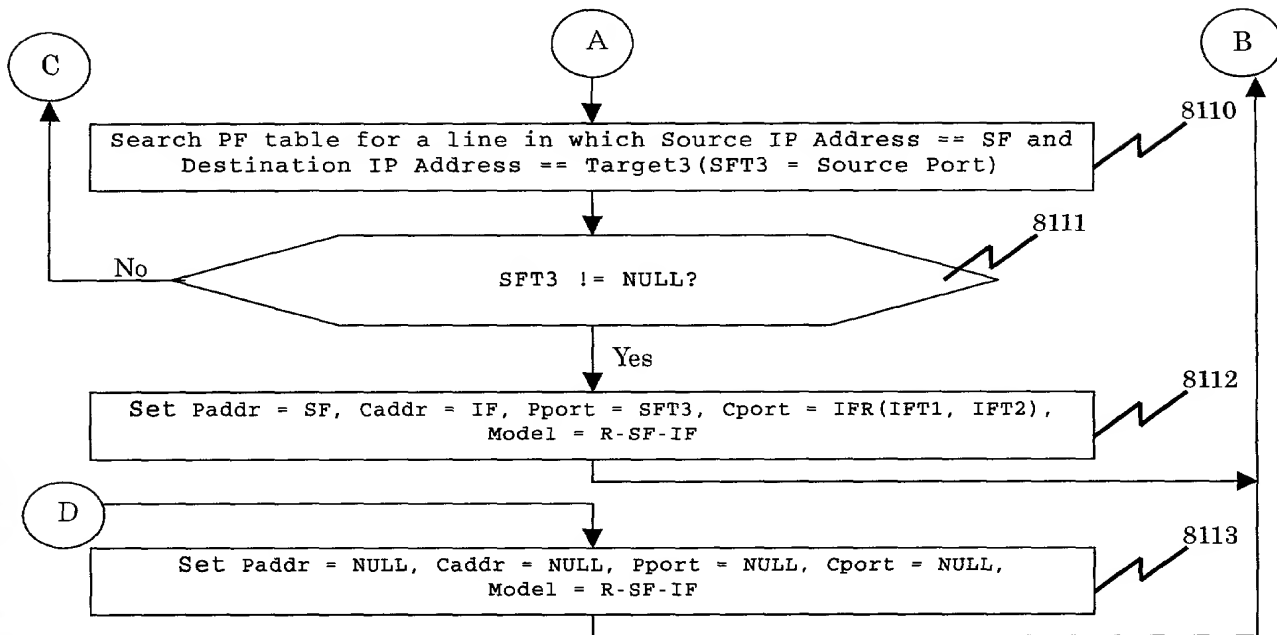 A
B
C
8110
Search PF table for a line in which Source IP Address == SF and
Destination IP Address == Target3(SFT3 = Source Port)
8111
No
SFT3 != NULL?
Yes
8112
Set Paddr = SF, Caddr = IF, Pport = SFT3, Cport = IFR(IFT1, IFT2),
Model = R-SF-IF
D
8113
Set Paddr = NULL, Caddr = NULL, Pport = NULL, Cport = NULL,
Model = R-SF-IF